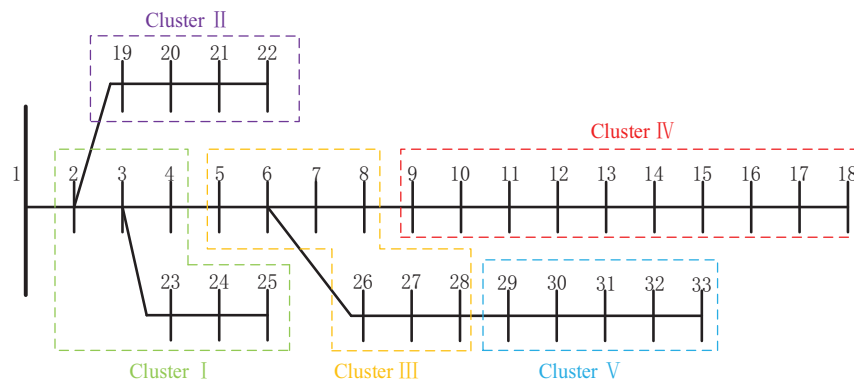 Cluster Ⅱ
19 20 21 22
Cluster Ⅳ
1 2 3 4 5 6 7 8 9 10 11 12 13 14 15 16 17 18
23 24 25 26 27 28 29 30 31 32 33
Cluster Ⅰ Cluster Ⅲ Cluster Ⅴ